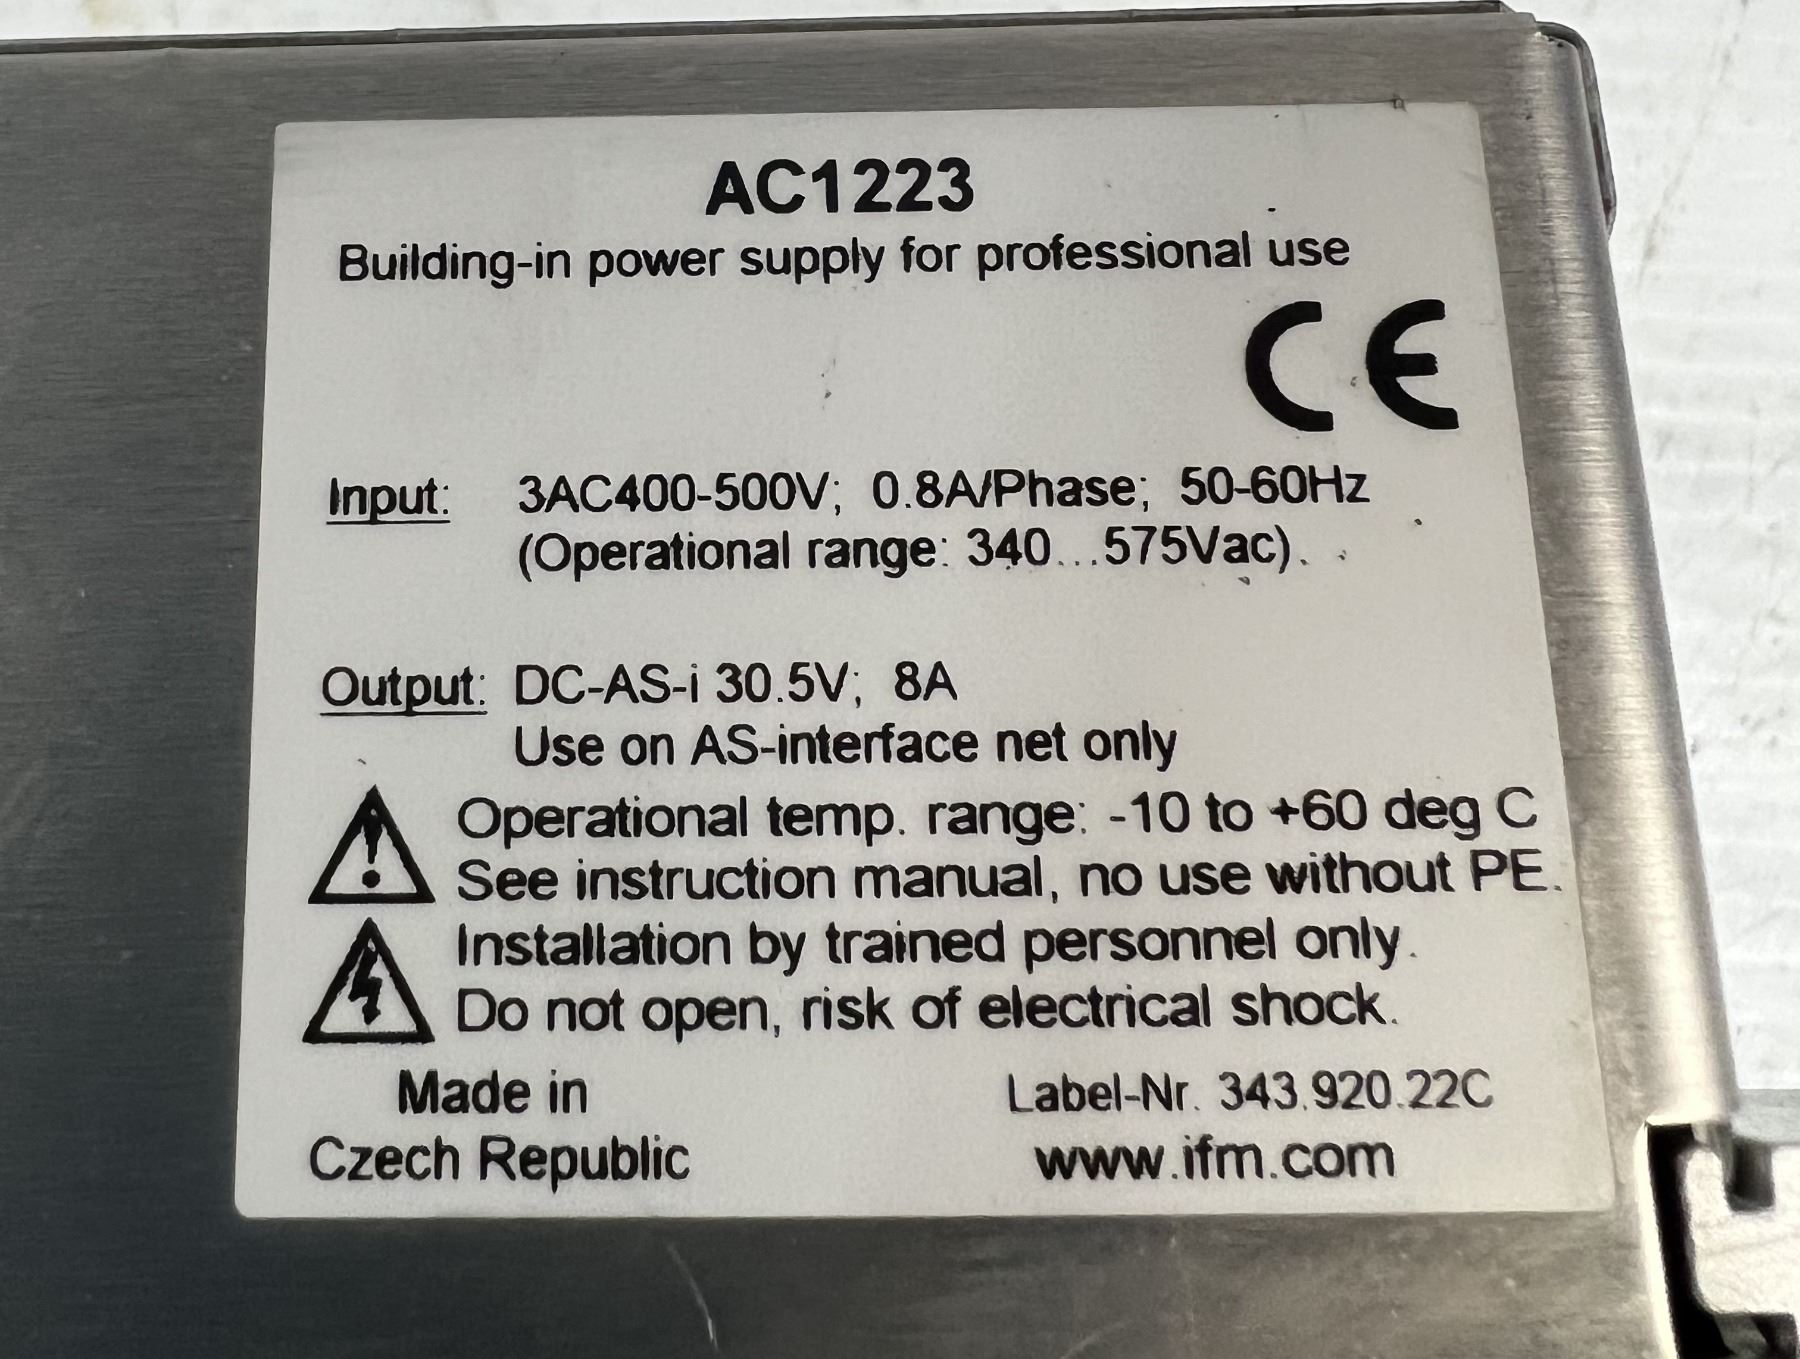 AC1223
Building-in power supply for professional use
CE
Input: 3AC400-500V; 0.8A/Phase; 50-60Hz
(Operational range: 340...575Vac).
Output: DC-AS-i 30.5V; 8A
Use on AS-interface net only
Operational temp. range: -10 to +60 deg C
See instruction manual, no use without PE.
Installation by trained personnel only.
Do not open, risk of electrical shock.
Made in
Czech Republic
Label-Nr. 343.920.22C
www.ifm.com